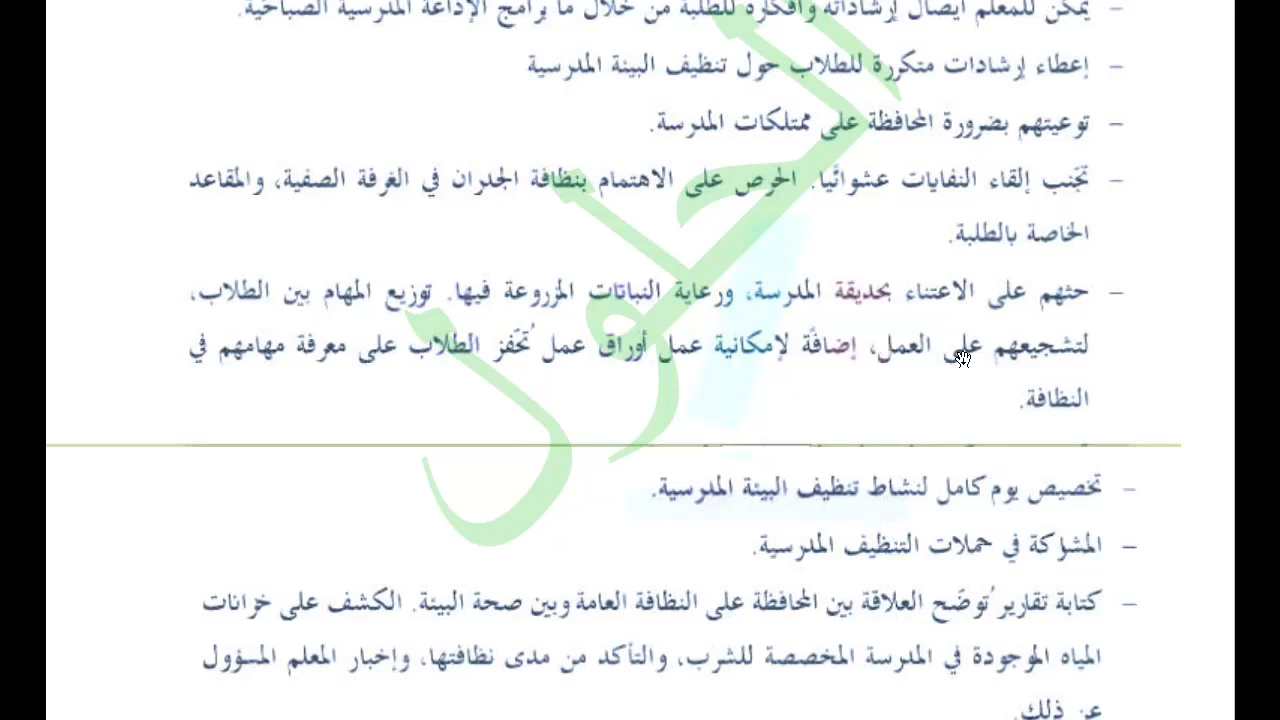 – يمكن للمعلم ايصال إرشاداته وأفكاره للطلبة من خلال ما برامج الإذاعة المدرسية الصباحية.
– إعطاء إرشادات متكررة للطلاب حول تنظيف البيئة المدرسية
– توعيتهم بضرورة المحافظة على ممتلكات المدرسة.
– تجنب إلقاء النفايات عشوائيا. الحرص على الاهتمام بنظافة الجدران في الغرفة الصفية، والمقاعد
الخاصة بالطلبة.
– حثهم على الاعتناء بحديقة المدرسة، ورعاية النباتات المزروعة فيها. توزيع المهام بين الطلاب،
لتشجيعهم على العمل، إضافة لإمكانية عمل أوراق عمل تُحفز الطلاب على معرفة مهامهم في
النظافة.
– تخصيص يوم كامل لنشاط تنظيف البيئة المدرسية.
– المشاركة في حملات التنظيف المدرسية.
– كتابة تقارير تُوضَح العلاقة بين المحافظة على النظافة العامة وبين صحة البيئة. الكشف على خزانات
المياه الموجودة في المدرسة المخصصة للشرب، والتأكد من مدى نظافتها، وإخبار المعلم المسؤول
عن ذلك.
الحلول